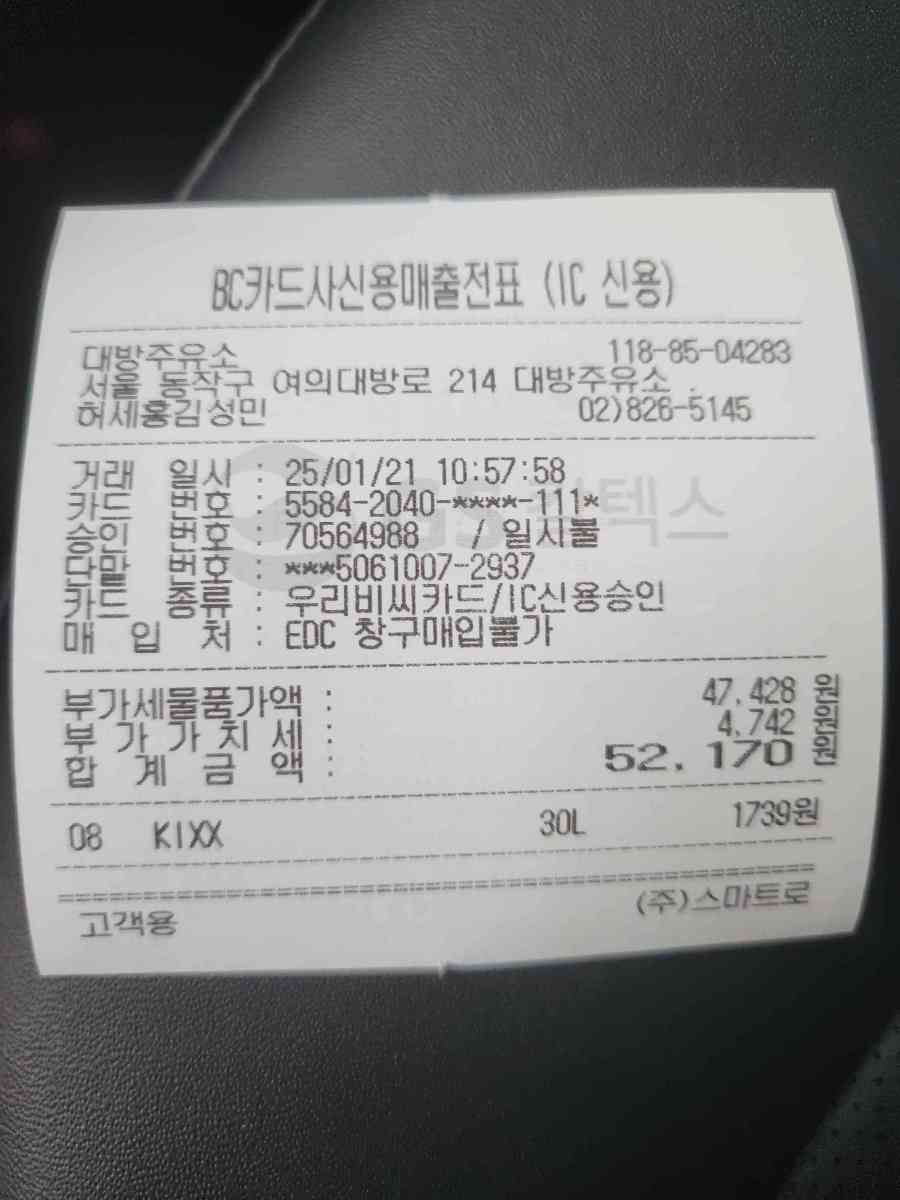 BC카드사신용매출전표 (IC 신용)
대방주유소 118-85-04283
서울 동작구 여의대방로 214 대방주유소 .
허세홍김성민 02)826-5145
거래 일시 : 25/01/21 10:57:58
카드 번호 : 5584-2040-****-111*
승인 번호 : 70564988 / 일시불
단말 번호 : ***5061007-2937
카드 종류 : 우리비씨카드/IC신용승인
매 입 처 : EDC 창구매입불가
부가세물품가액 : 47,428 원
부 가 가 치 세 : 4,742 원
합 계 금 액 : 52,170 원
08 KIXX 30L 1739원
고객용 (주)스마트로